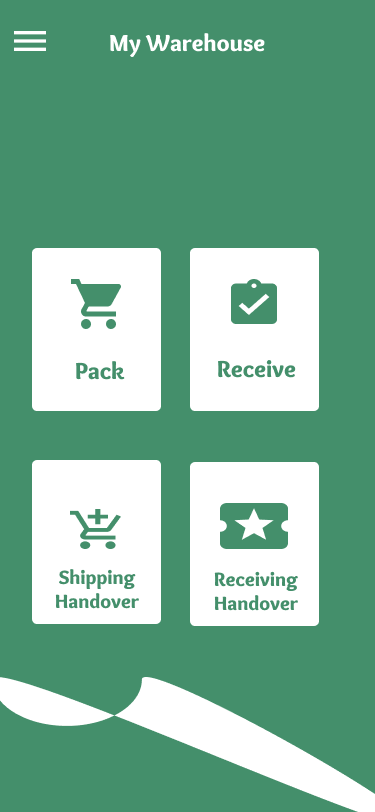 My Warehouse
Pack
Receive
Shipping
Handover
Receiving
Handover